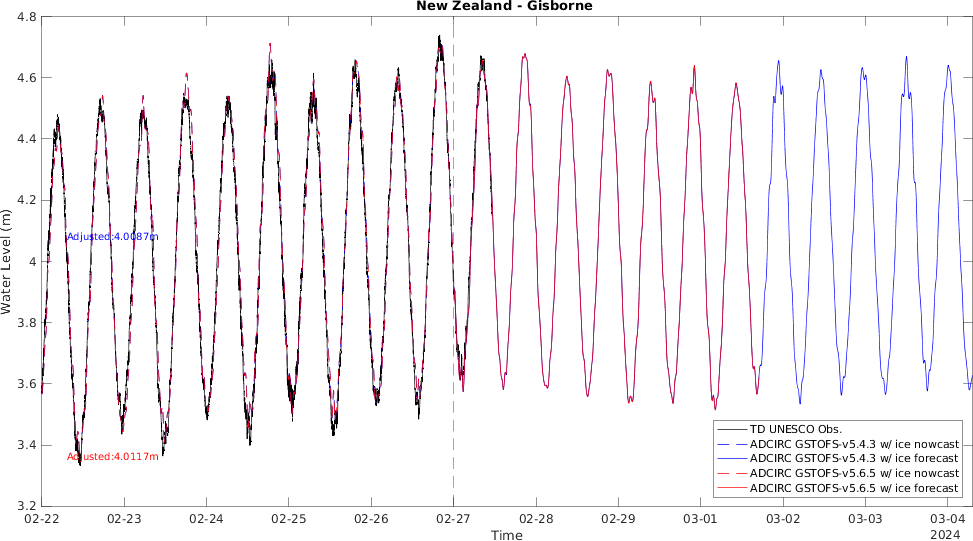 New Zealand - Gisborne
Water Level (m)
4.8
4.6
4.4
4.2
4
3.8
3.6
3.4
3.2
Adjusted:4.0087m
Adjusted:4.0117m
TD UNESCO Obs.
ADCIRC GSTOFS-v5.4.3 w/ ice nowcast
ADCIRC GSTOFS-v5.4.3 w/ ice forecast
ADCIRC GSTOFS-v5.6.5 w/ ice nowcast
ADCIRC GSTOFS-v5.6.5 w/ ice forecast
02-22 02-23 02-24 02-25 02-26 02-27 02-28 02-29 03-01 03-02 03-03 03-04
2024
Time